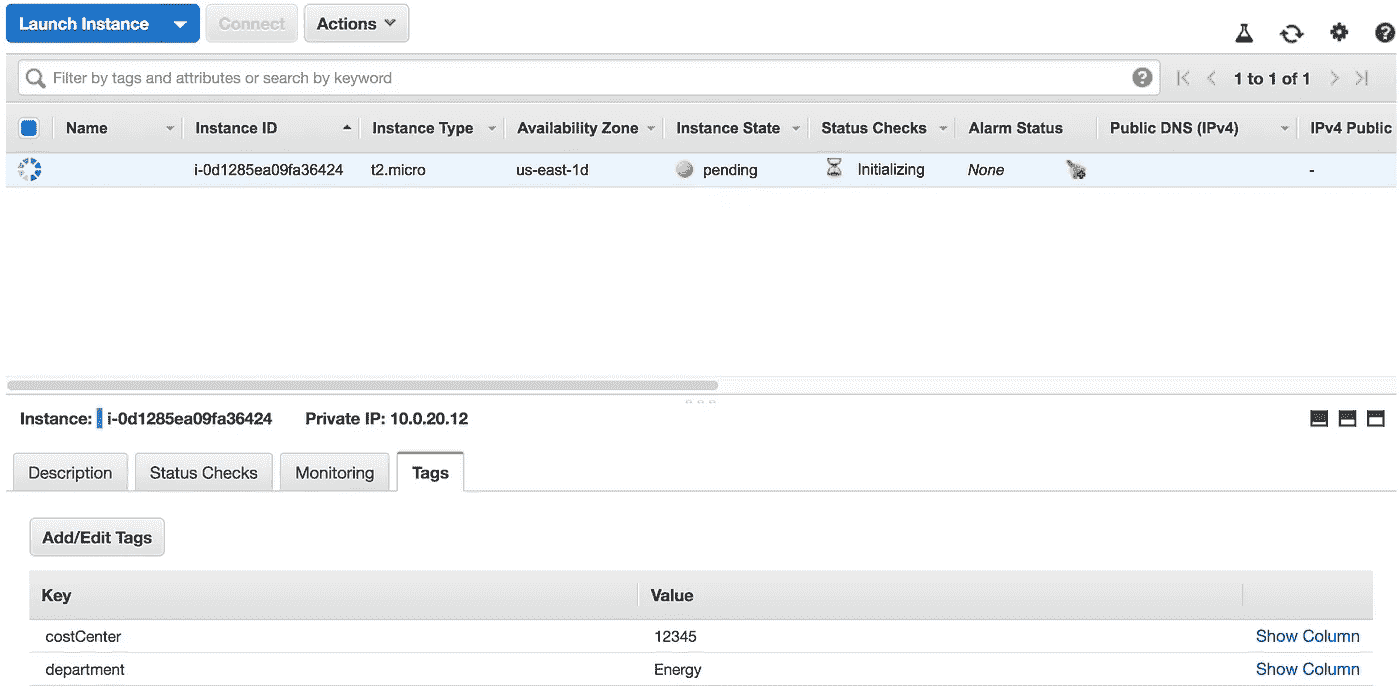 Launch Instance Connect Actions
Filter by tags and attributes or search by keyword ? 1 to 1 of 1 ?
Name Instance ID Instance Type Availability Zone Instance State Status Checks Alarm Status Public DNS (IPv4) IPv4 Public
i-0d1285ea09fa36424 t2.micro us-east-1d pending Initializing None -
Instance: i-0d1285ea09fa36424 Private IP: 10.0.20.12
Description Status Checks Monitoring Tags
Add/Edit Tags
Key Value
costCenter 12345 Show Column
department Energy Show Column